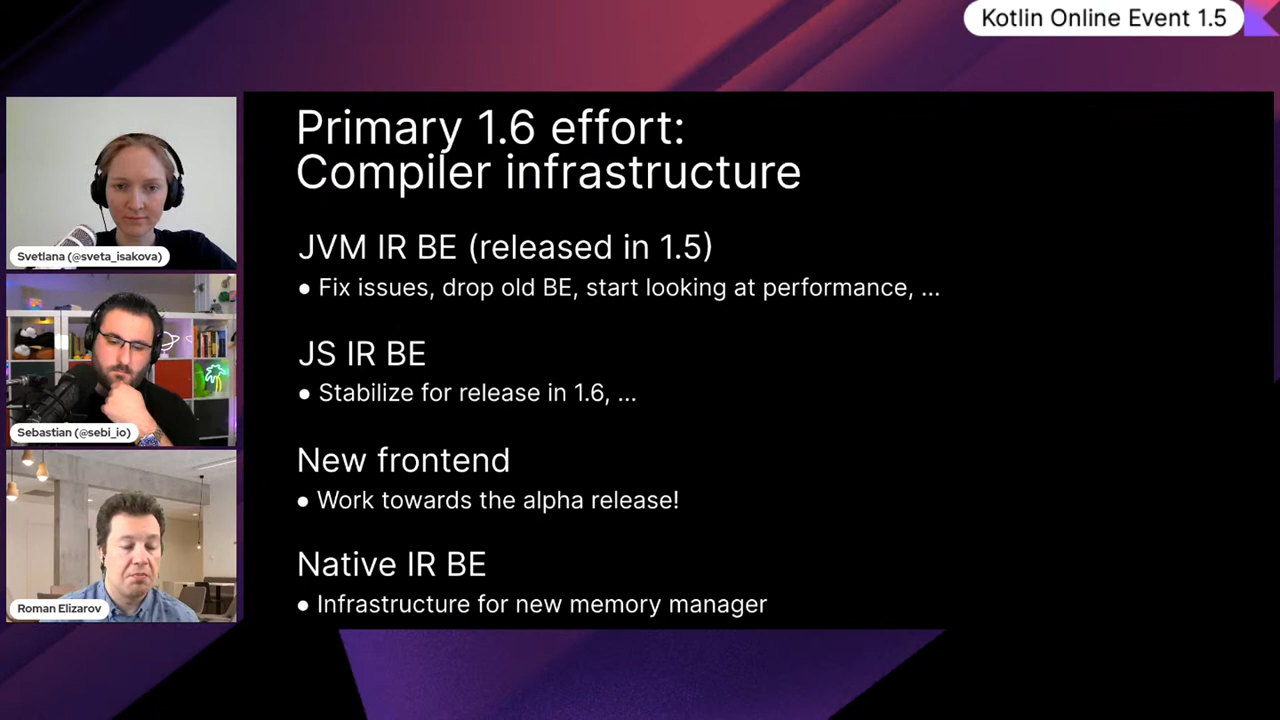 Kotlin Online Event 1.5
Primary 1.6 effort:
Compiler infrastructure
JVM IR BE (released in 1.5)
• Fix issues, drop old BE, start looking at performance, ...
JS IR BE
• Stabilize for release in 1.6, ...
New frontend
• Work towards the alpha release!
Native IR BE
• Infrastructure for new memory manager
Svetlana (@sveta_isakova)
Sebastian (@sebi_io)
Roman Elizarov